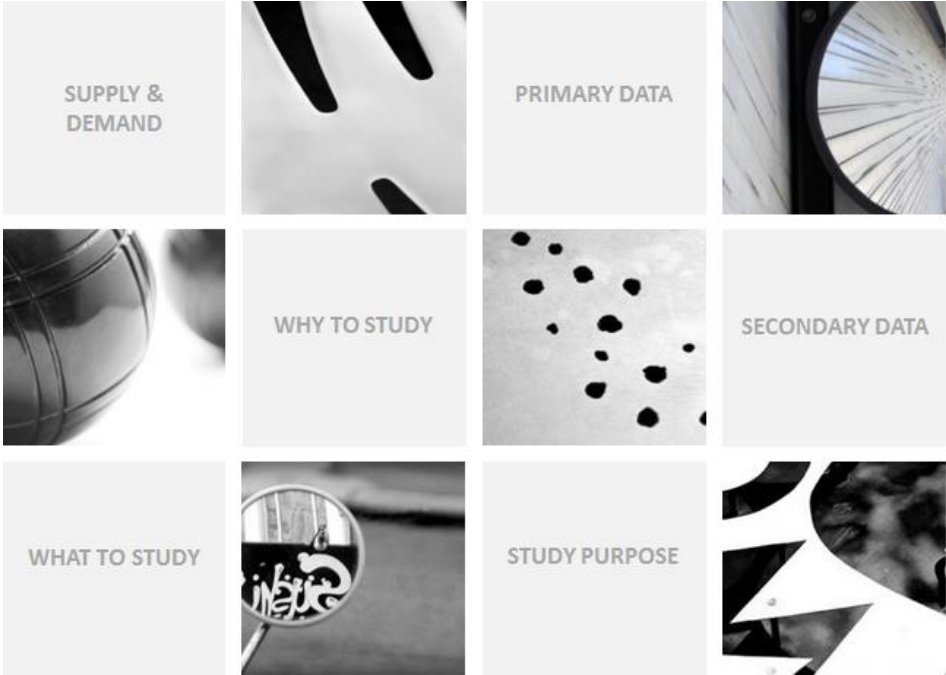 SUPPLY &
DEMAND
PRIMARY DATA
WHY TO STUDY
SECONDARY DATA
WHAT TO STUDY
STUDY PURPOSE